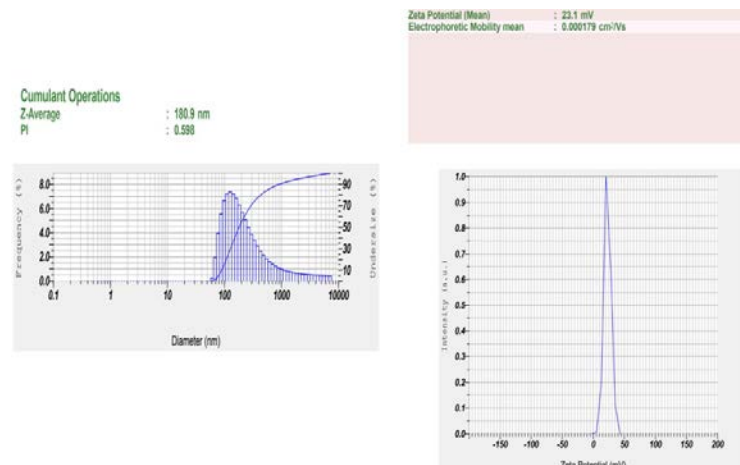 Zeta Potential (Mean) : 23.1 mV
Electrophoretic Mobility mean : 0.000179 cm²/Vs
Cumulant Operations
Z-Average : 180.9 nm
PI : 0.598
Frequency (%)
8.0
6.0
4.0
2.0
0.0
90
70
50
30
10
Undersize (%)
0.1 1 10 100 1000 10000
Diameter (nm)
Intensity (a.u.)
1.0
0.9
0.8
0.7
0.6
0.5
0.4
0.3
0.2
0.1
0.0
-150 -100 -50 0 50 100 150 200
Zeta Potential (mV)